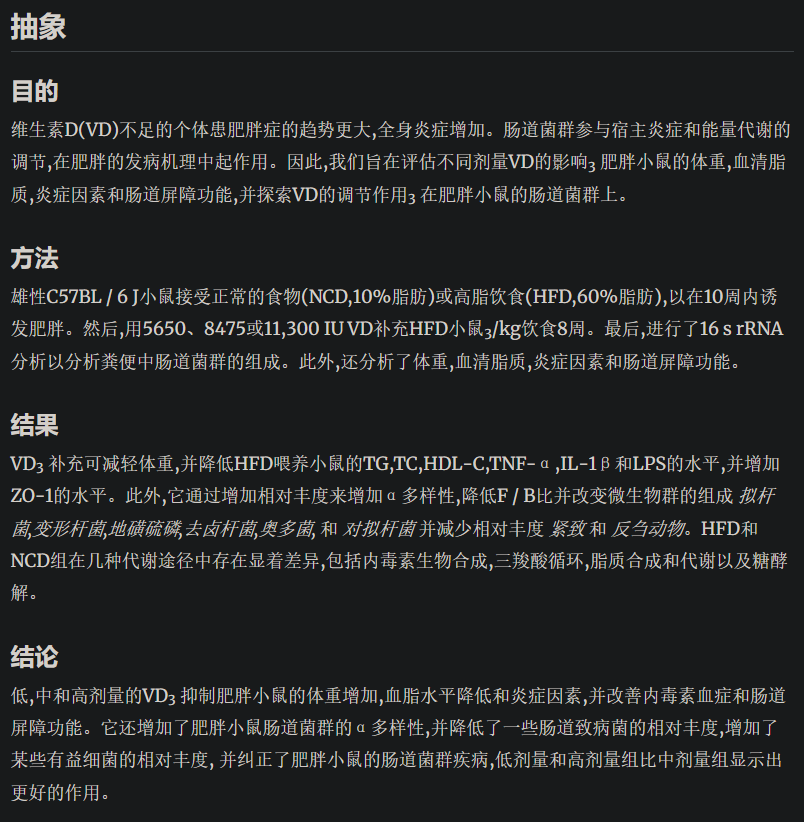 抽象
目的
维生素D(VD)不足的个体患肥胖症的趋势更大,全身炎症增加。肠道菌群参与宿主炎症和能量代谢的
调节,在肥胖的发病机理中起作用。因此,我们旨在评估不同剂量VD的影响3 肥胖小鼠的体重,血清脂
质,炎症因素和肠道屏障功能,并探索VD的调节作用3 在肥胖小鼠的肠道菌群上。
方法
雄性C57BL / 6 J小鼠接受正常的食物(NCD,10%脂肪)或高脂饮食(HFD,60%脂肪),以在10周内诱
发肥胖。然后,用5650、8475或11,300 IU VD补充HFD小鼠3/kg饮食8周。最后,进行了16 s rRNA
分析以分析粪便中肠道菌群的组成。此外,还分析了体重,血清脂质,炎症因素和肠道屏障功能。
结果
VD3 补充可减轻体重,并降低HFD喂养小鼠的TG,TC,HDL-C,TNF-α,IL-1β和LPS的水平,并增加
ZO-1的水平。此外,它通过增加相对丰度来增加α多样性,降低F / B比并改变微生物群的组成 拟杆
菌,变形杆菌,地磺硫磷,去卤杆菌,奥多菌, 和 对拟杆菌 并减少相对丰度 紧致 和 反刍动物。HFD和
NCD组在几种代谢途径中存在显着差异,包括内毒素生物合成,三羧酸循环,脂质合成和代谢以及糖酵
解。
结论
低,中和高剂量的VD3 抑制肥胖小鼠的体重增加,血脂水平降低和炎症因素,并改善内毒素血症和肠道
屏障功能。它还增加了肥胖小鼠肠道菌群的α多样性,并降低了一些肠道致病菌的相对丰度,增加了
某些有益细菌的相对丰度, 并纠正了肥胖小鼠的肠道菌群疾病,低剂量和高剂量组比中剂量组显示出
更好的作用。